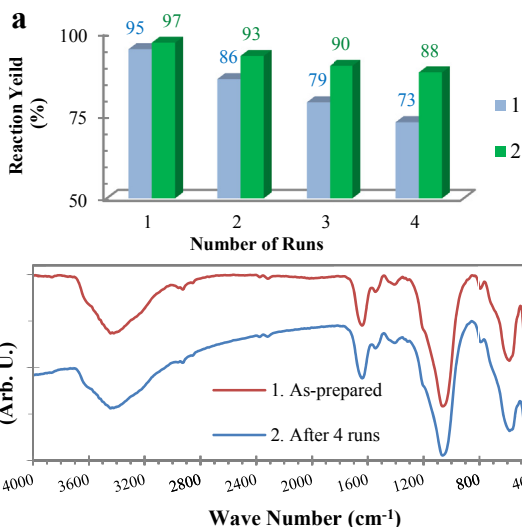 a
95 97
86 93
79 90
73 88
100
75
50
Reaction Yeild
(%)
1
2
1 2 3 4
Number of Runs
(Arb. U.)
1. As-prepared
2. After 4 runs
4000 3600 3200 2800 2400 2000 1600 1200 800
Wave Number (cm⁻¹)